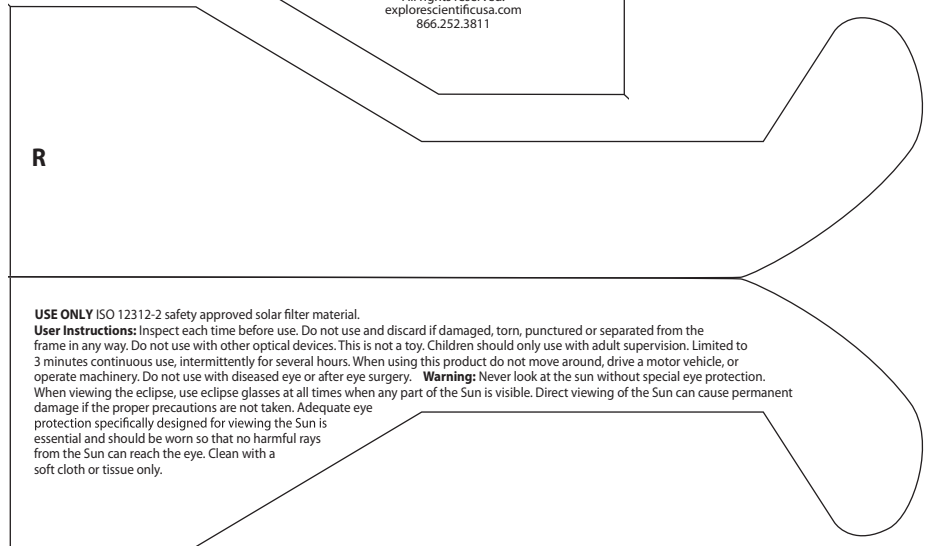 explorescientificusa.com
866.252.3811
R
USE ONLY ISO 12312-2 safety approved solar filter material.
User Instructions: Inspect each time before use. Do not use and discard if damaged, torn, punctured or separated from the
frame in any way. Do not use with other optical devices. This is not a toy. Children should only use with adult supervision. Limited to
3 minutes continuous use, intermittently for several hours. When using this product do not move around, drive a motor vehicle, or
operate machinery. Do not use with diseased eye or after eye surgery. Warning: Never look at the sun without special eye protection.
When viewing the eclipse, use eclipse glasses at all times when any part of the Sun is visible. Direct viewing of the Sun can cause permanent
damage if the proper precautions are not taken. Adequate eye
protection specifically designed for viewing the Sun is
essential and should be worn so that no harmful rays
from the Sun can reach the eye. Clean with a
soft cloth or tissue only.